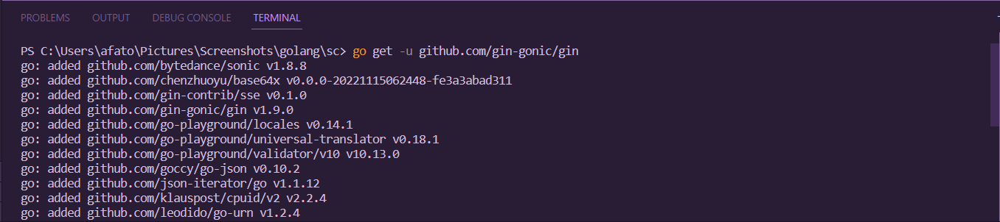 PROBLEMS OUTPUT DEBUG CONSOLE TERMINAL
PS C:\Users\afato\Pictures\Screenshots\golang\sc> go get -u github.com/gin-gonic/gin
go: added github.com/bytedance/sonic v1.8.8
go: added github.com/chenzhuoyu/base64x v0.0.0-20221115062448-fe3a3abad311
go: added github.com/gin-contrib/sse v0.1.0
go: added github.com/gin-gonic/gin v1.9.0
go: added github.com/go-playground/locales v0.14.1
go: added github.com/go-playground/universal-translator v0.18.1
go: added github.com/go-playground/validator/v10 v10.13.0
go: added github.com/goccy/go-json v0.10.2
go: added github.com/json-iterator/go v1.1.12
go: added github.com/klauspost/cpuid/v2 v2.2.4
go: added github.com/leodido/go-urn v1.2.4